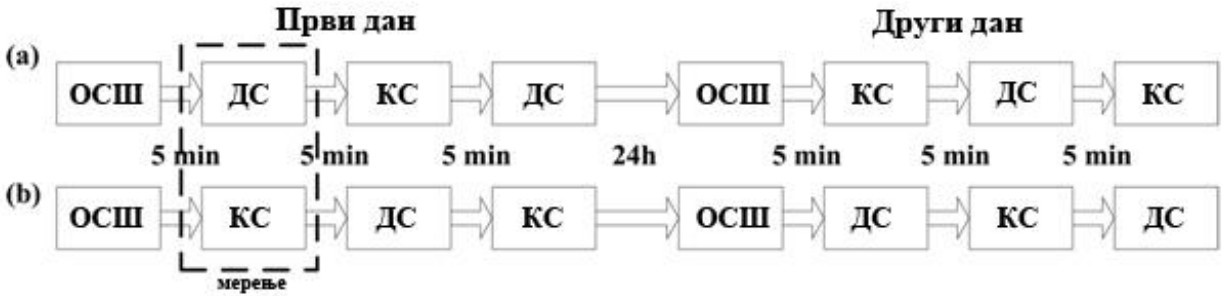 Први дан Други дан
(a) ОСШ ДС КС ДС ОСШ КС ДС КС
5 min 5 min 5 min 24h 5 min 5 min 5 min
(b) ОСШ КС ДС КС ОСШ ДС КС ДС
мерење